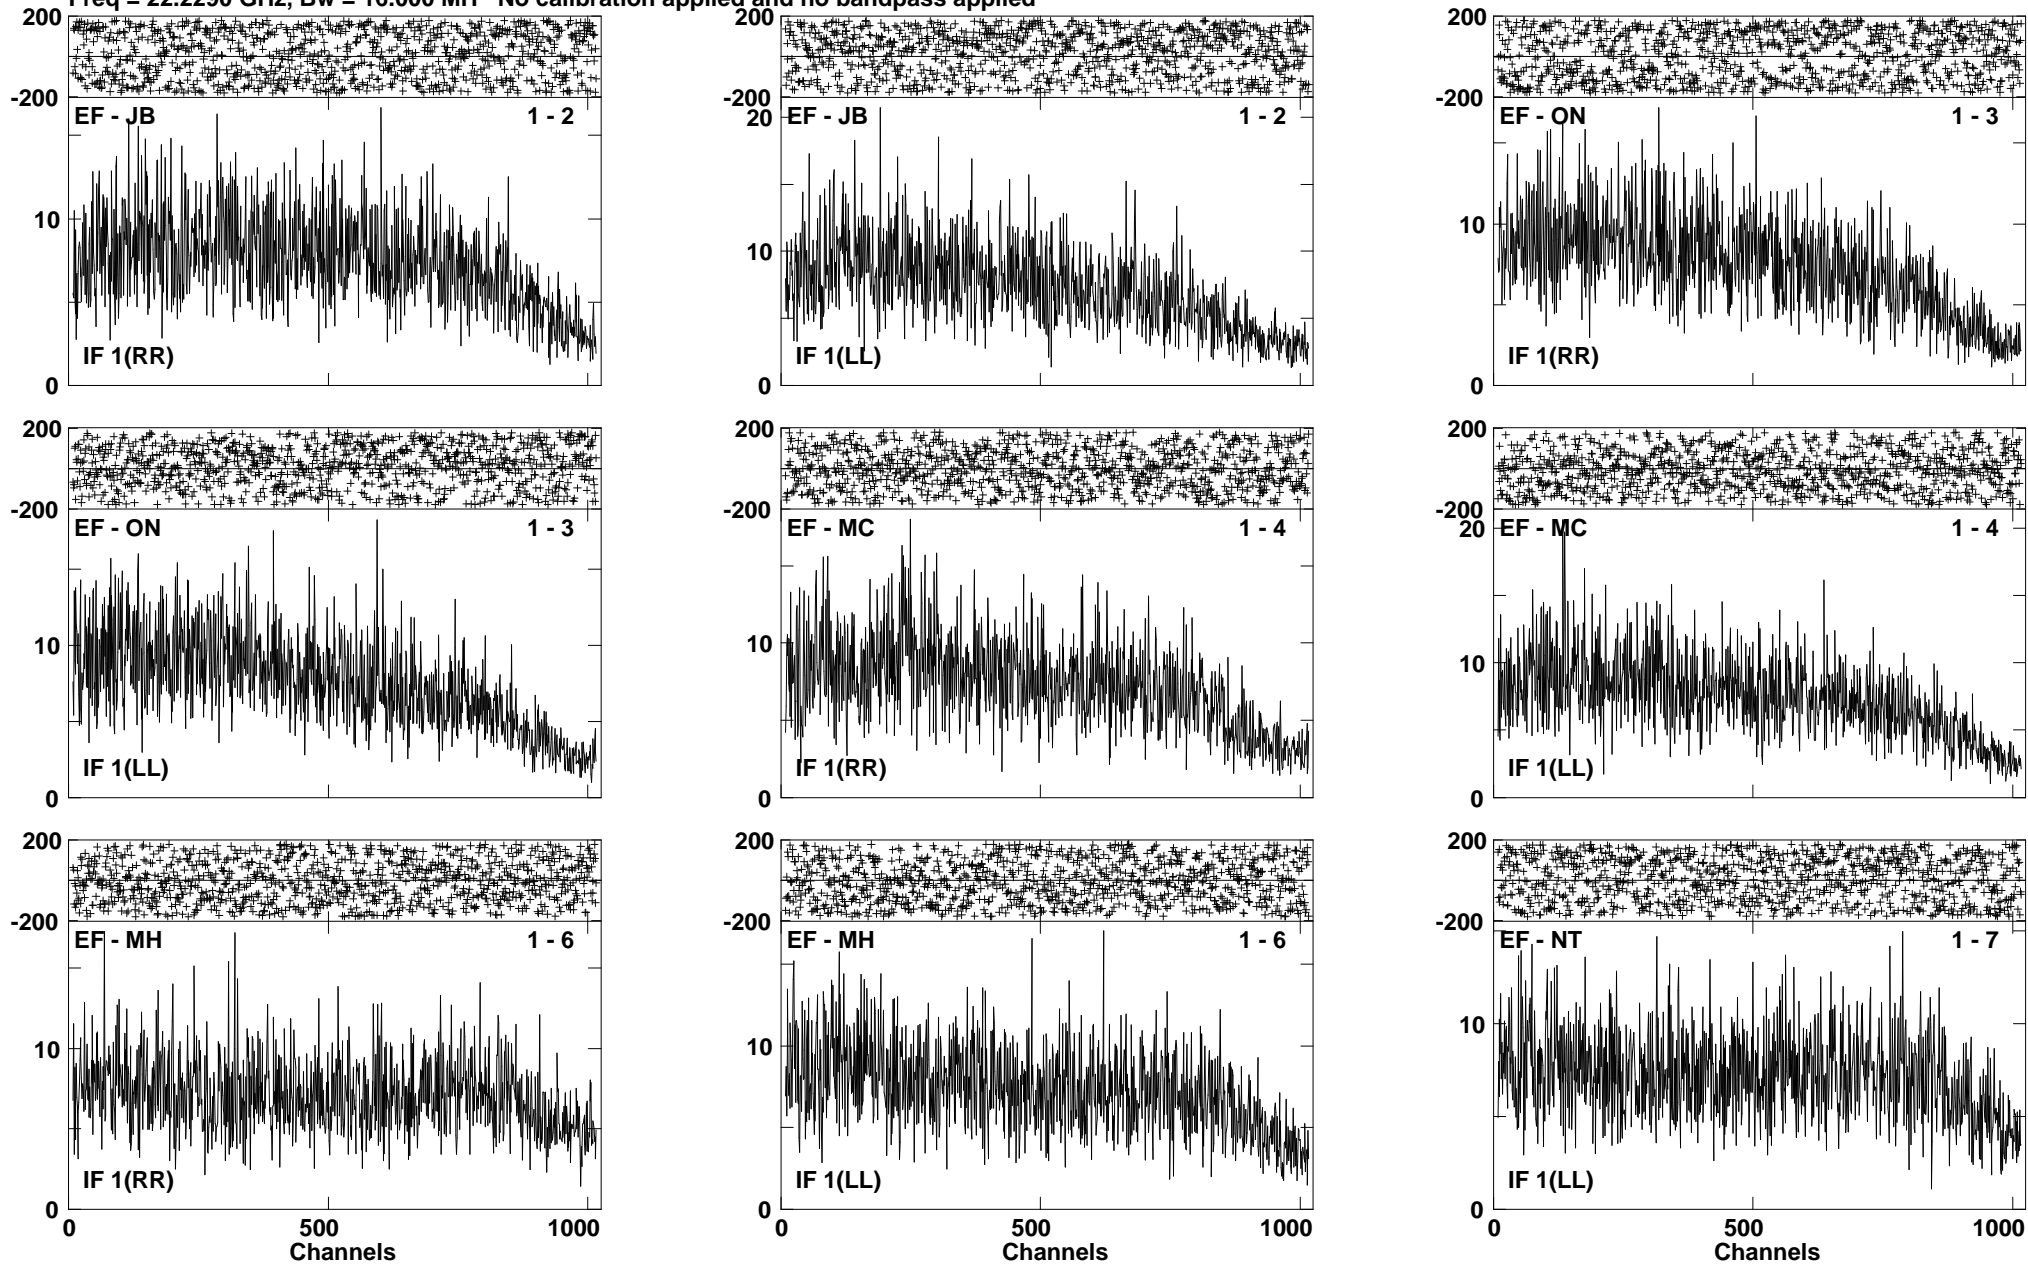 Freq = 22.2290 GHz, Bw = 16.000 MH No calibration applied and no bandpass applied
200 200 200
-200 -200 -200
EF - JB 1 - 2 20 EF - JB 1 - 2 EF - ON 1 - 3
10 10 10
IF 1(RR) IF 1(LL) IF 1(RR)
0 0 0
200 200 200
-200 -200 -200
EF - ON 1 - 3 EF - MC 1 - 4 20 EF - MC 1 - 4
10 10 10
IF 1(LL) IF 1(RR) IF 1(LL)
0 0 0
200 200 200
-200 -200 -200
EF - MH 1 - 6 EF - MH 1 - 6 EF - NT 1 - 7
10 10 10
IF 1(RR) IF 1(LL) IF 1(LL)
0 0 0
0 500 1000 0 500 1000 0 500 1000
Channels Channels Channels